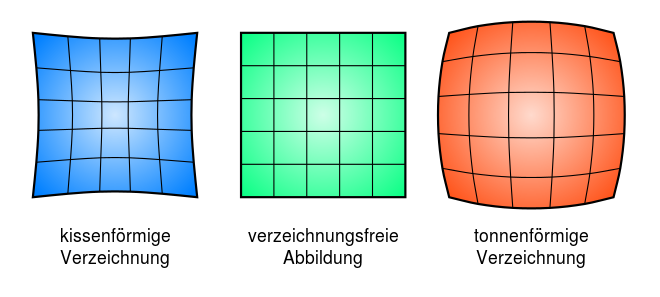 kissenförmige
Verzeichnung
verzeichnungsfreie
Abbildung
tonnenförmige
Verzeichnung